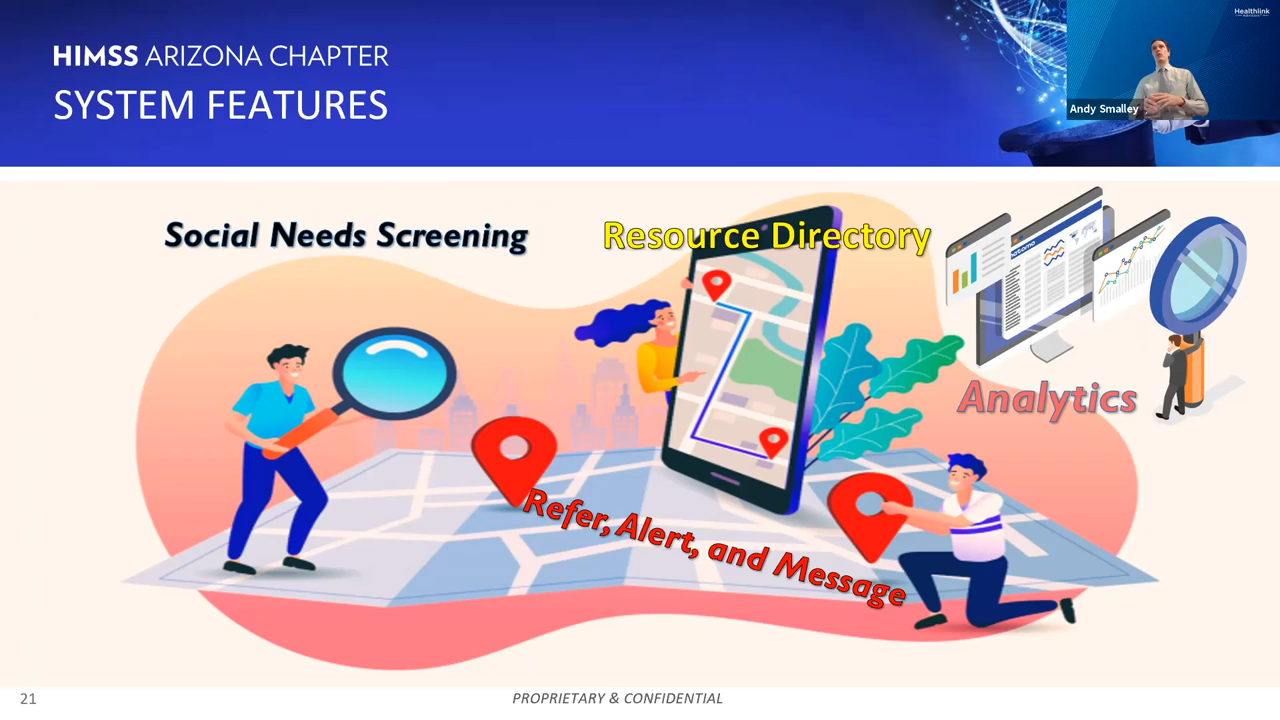 HIMSS ARIZONA CHAPTER
SYSTEM FEATURES
Healthlink
Andy Smalley
Social Needs Screening
Resource Directory
Analytics
Refer, Alert, and Message
21
PROPRIETARY & CONFIDENTIAL